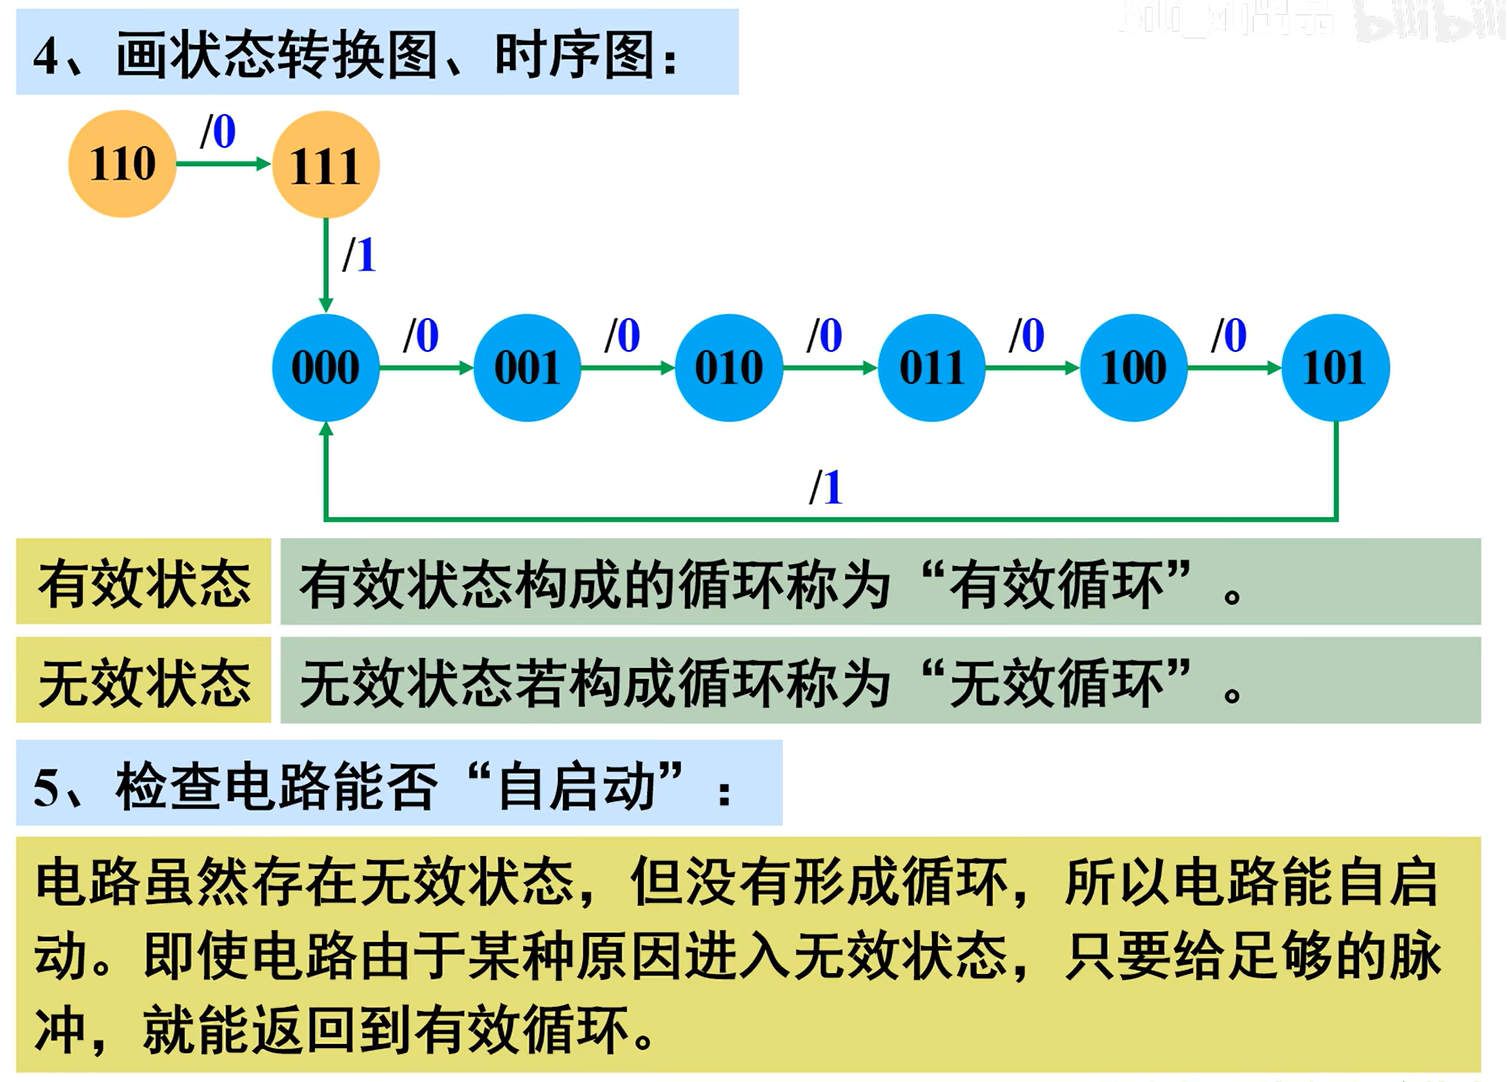 4、画状态转换图、时序图：
110 /0 111
/1
000 /0 001 /0 010 /0 011 /0 100 /0 101
/1
有效状态 有效状态构成的循环称为“有效循环”。
无效状态 无效状态若构成循环称为“无效循环”。
5、检查电路能否“自启动”：
电路虽然存在无效状态，但没有形成循环，所以电路能自启
动。即使电路由于某种原因进入无效状态，只要给足够的脉
冲，就能返回到有效循环。